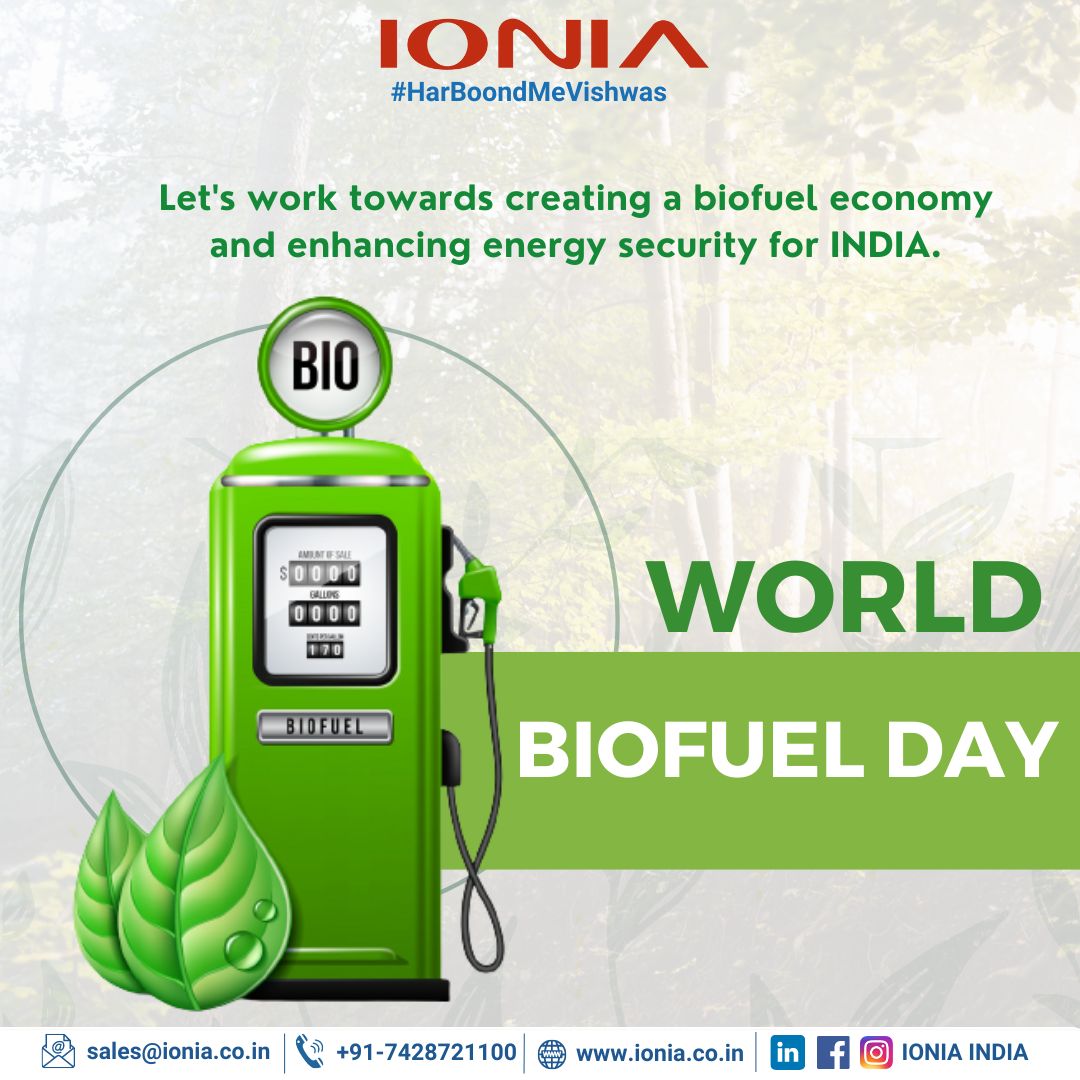 IONIA
#HarBoondMeVishwas
Let's work towards creating a biofuel economy
and enhancing energy security for INDIA.
BIO
AMOUNT OF SALE
$0000
GALLONS
0000
170
BIOFUEL
WORLD
BIOFUEL DAY
sales@ionia.co.in
+91-7428721100
www.ionia.co.in
in
f
IONIA INDIA